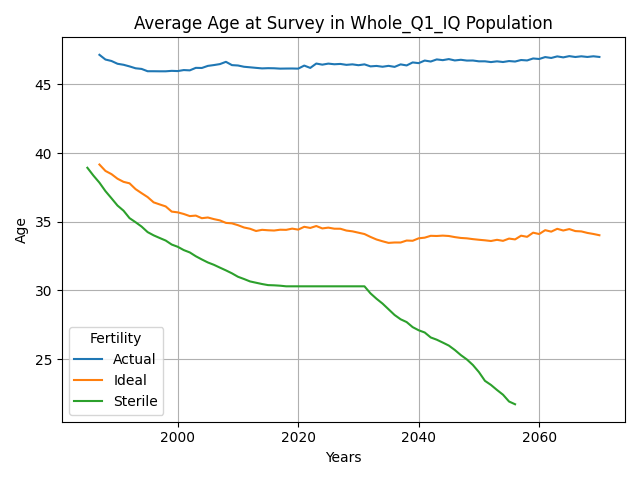 Average Age at Survey in Whole_Q1_IQ Population
Age
45
40
35
30
25
Fertility
Actual
Ideal
Sterile
2000
2020
2040
2060
Years